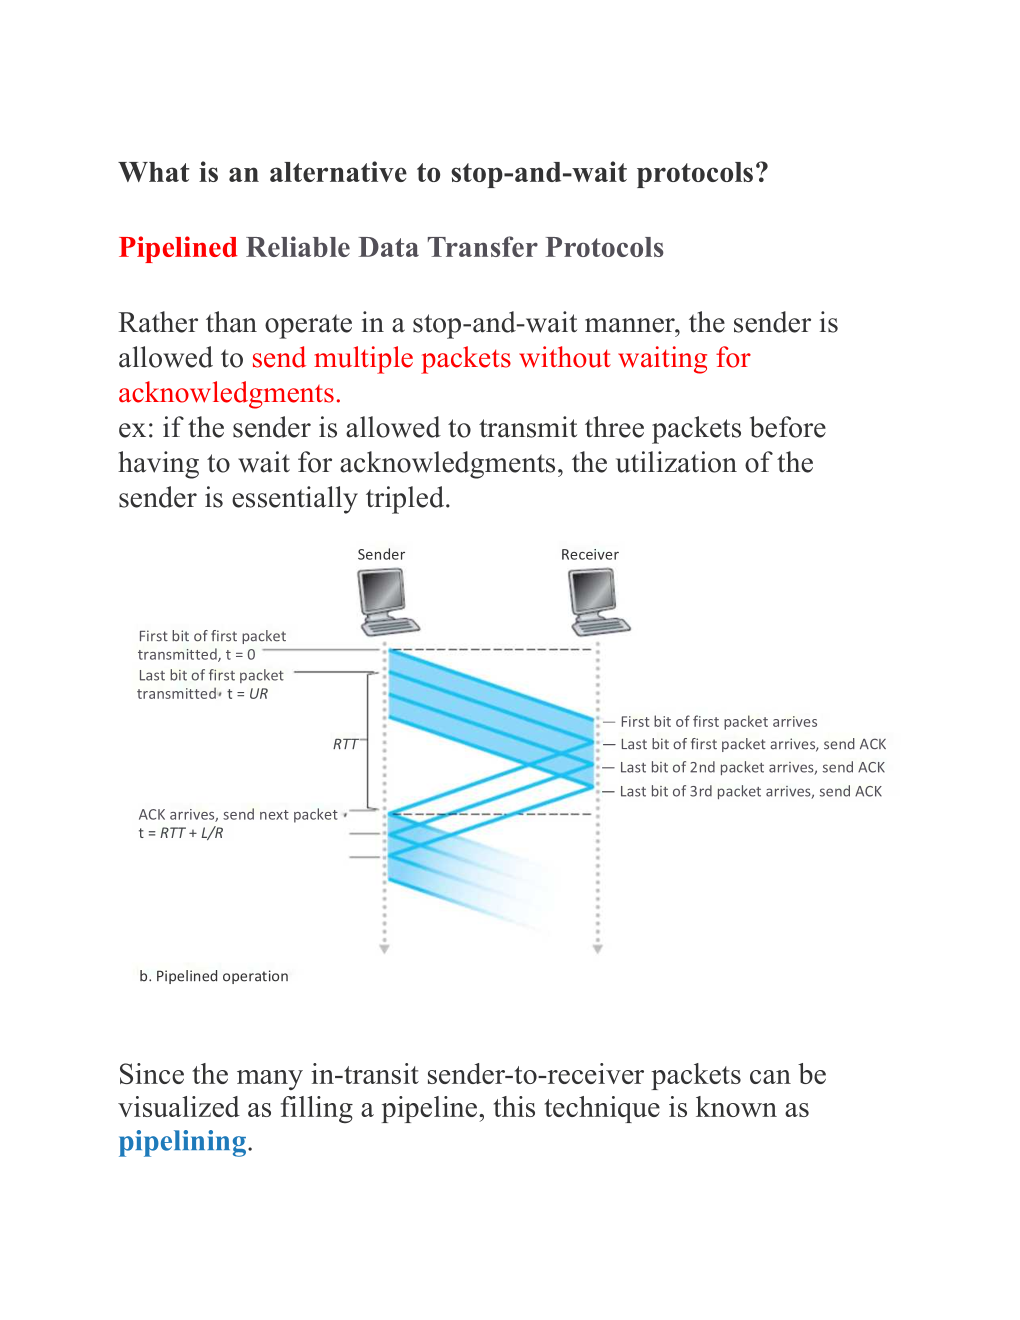 What is an alternative to stop-and-wait protocols?
Pipelined Reliable Data Transfer Protocols
Rather than operate in a stop-and-wait manner, the sender is
allowed to send multiple packets without waiting for
acknowledgments.
ex: if the sender is allowed to transmit three packets before
having to wait for acknowledgments, the utilization of the
sender is essentially tripled.
Sender
Receiver
First bit of first packet
transmitted, t = 0
Last bit of first packet
transmitted, t = UR
First bit of first packet arrives
RTT
Last bit of first packet arrives, send ACK
Last bit of 2nd packet arrives, send ACK
Last bit of 3rd packet arrives, send ACK
ACK arrives, send next packet,
t = RTT + L/R
b. Pipelined operation
Since the many in-transit sender-to-receiver packets can be
visualized as filling a pipeline, this technique is known as
pipelining.